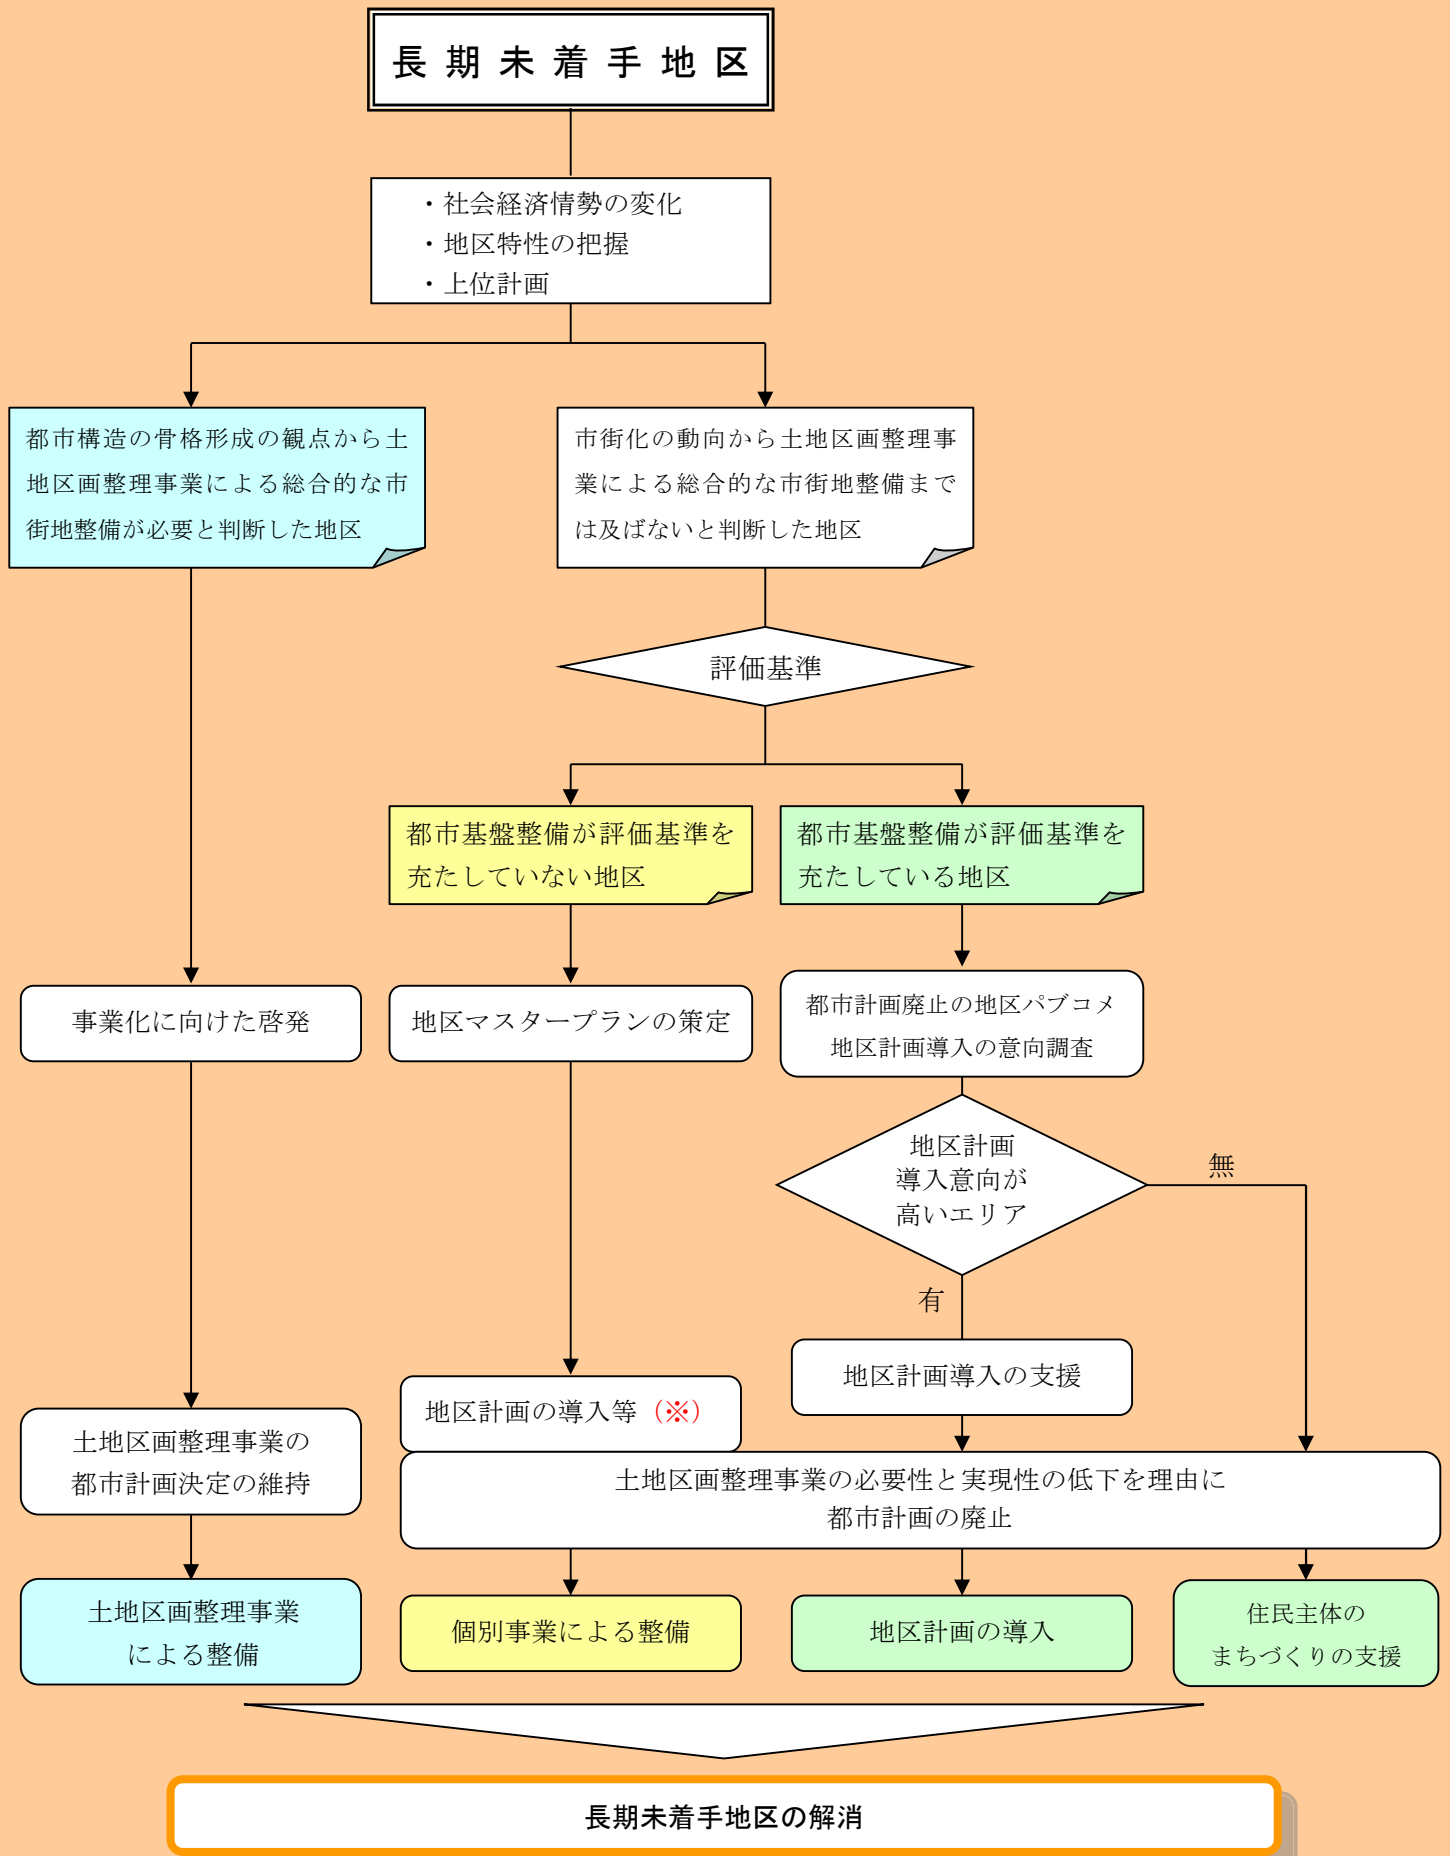 長期未着手地区
・社会経済情勢の変化
・地区特性の把握
・上位計画
都市構造の骨格形成の観点から土
地区画整理事業による総合的な市
街地整備が必要と判断した地区
市街化の動向から土地区画整理事
業による総合的な市街地整備まで
は及ばないと判断した地区
評価基準
都市基盤整備が評価基準を
充たしていない地区
都市基盤整備が評価基準を
充たしている地区
事業化に向けた啓発
地区マスタープランの策定
都市計画廃止の地区パブコメ
地区計画導入の意向調査
地区計画
導入意向が
高いエリア
無
有
地区計画導入の支援
地区計画の導入等（※）
土地区画整理事業の
都市計画決定の維持
土地区画整理事業の必要性と実現性の低下を理由に
都市計画の廃止
土地区画整理事業
による整備
個別事業による整備
地区計画の導入
住民主体の
まちづくりの支援
長期未着手地区の解消